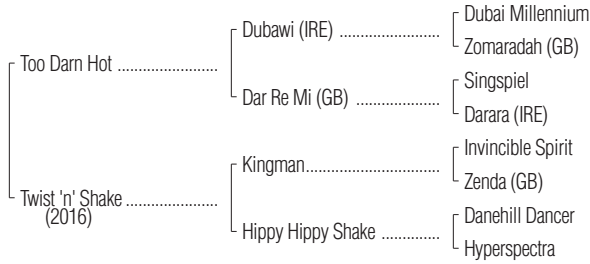 Dubai Millennium
Dubawi (IRE) ....................
Zomaradah (GB)
Too Darn Hot ........................
Singspiel
Dar Re Mi (GB) .................
Darara (IRE)
Invincible Spirit
Kingman...........................
Zenda (GB)
Twist 'n' Shake ......................
(2016)
Danehill Dancer
Hippy Hippy Shake ..............
Hyperspectra